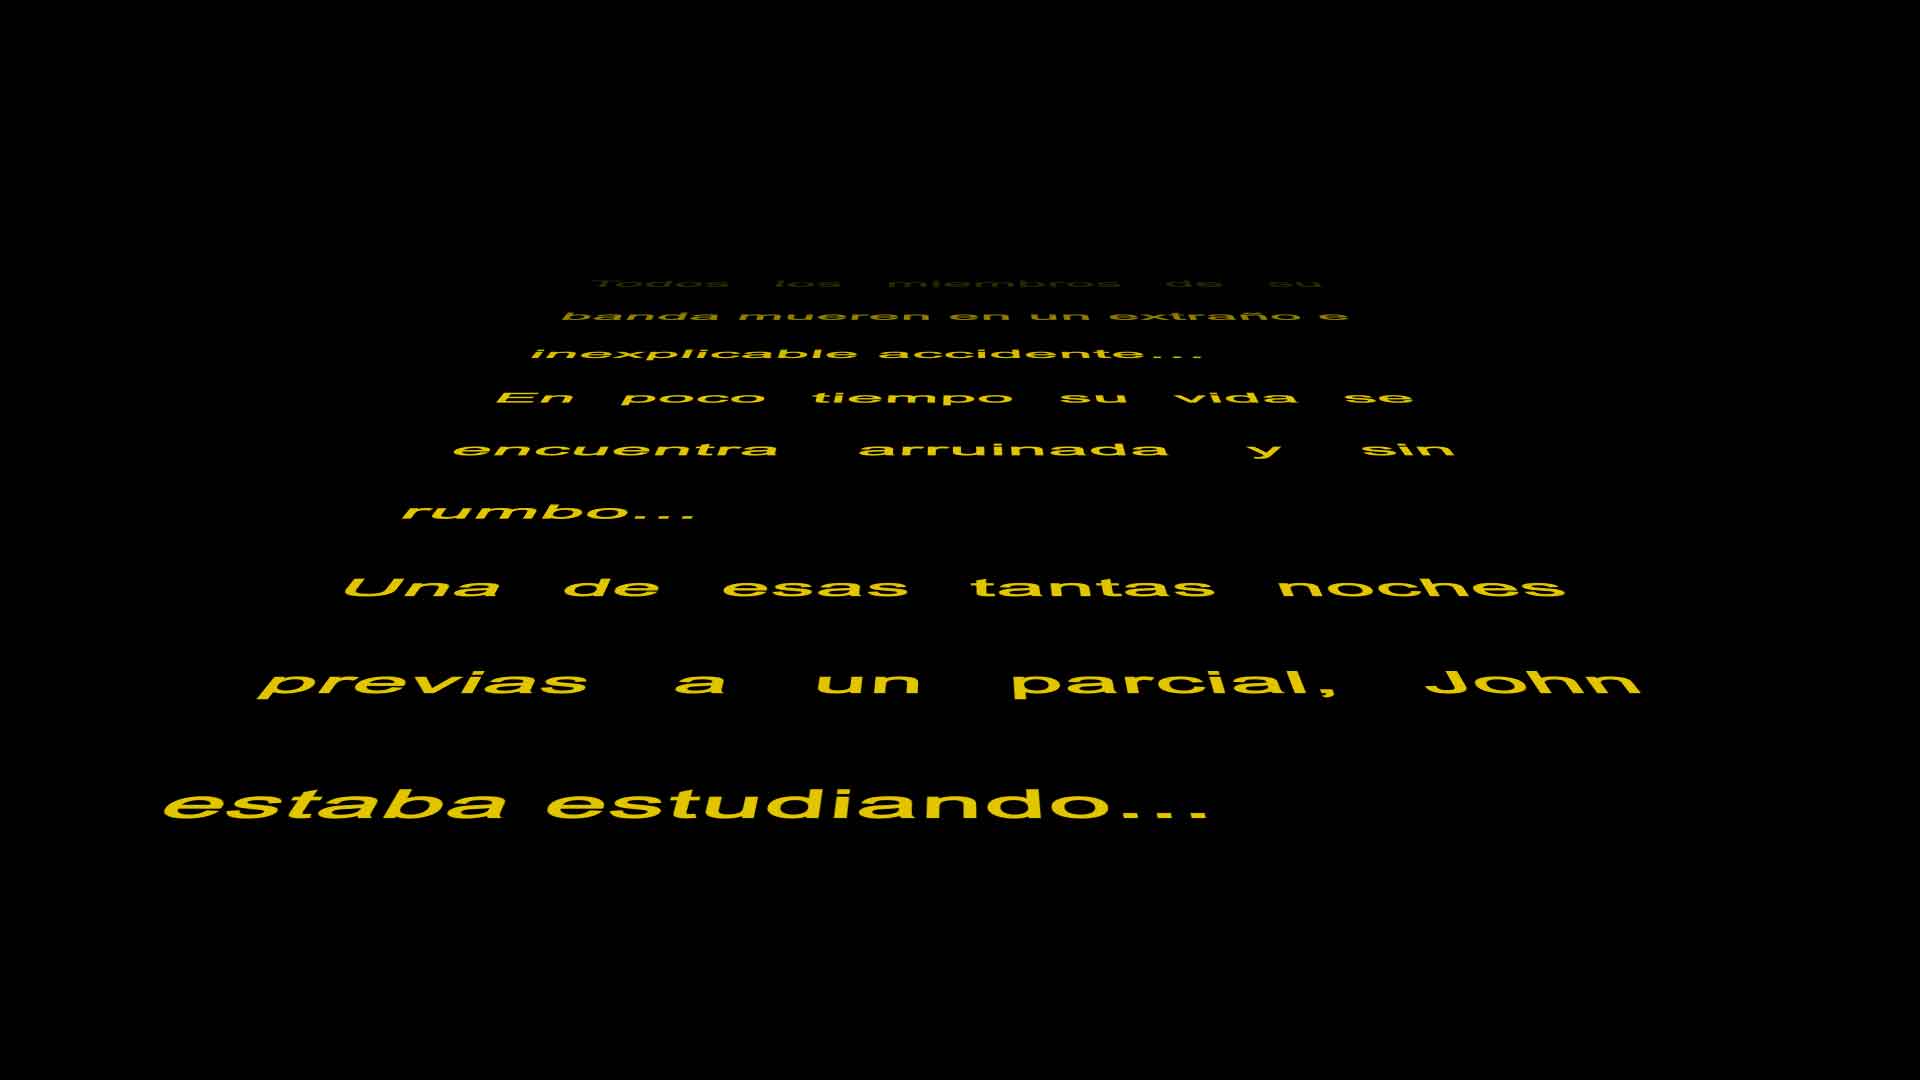 Todos los miembros de su
banda mueren en un extraño e
inexplicable accidente...
En poco tiempo su vida se
encuentra arruinada y sin
rumbo...
Una de esas tantas noches
previas a un parcial, John
estaba estudiando...